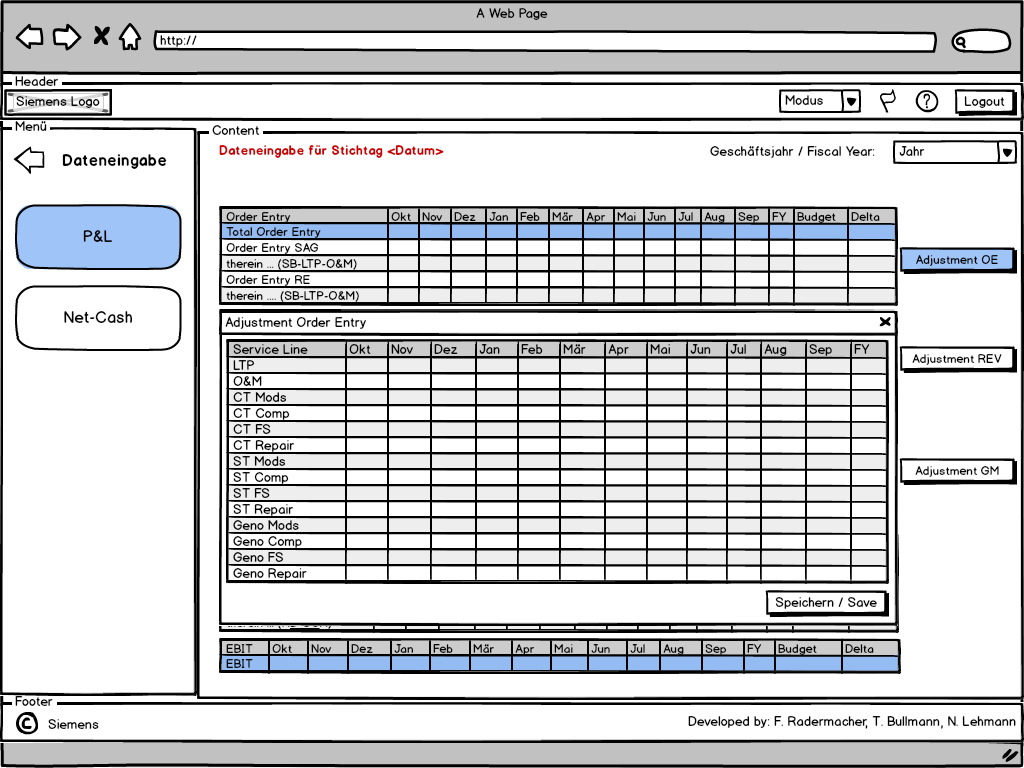 A Web Page
http://
Header
Siemens Logo
Modus
?
Logout
Menü
Dateneingabe
P&L
Net-Cash
Content
Dateneingabe für Stichtag <Datum>
Geschäftsjahr / Fiscal Year:
Jahr
Order Entry Okt Nov Dez Jan Feb Mär Apr Mai Jun Jul Aug Sep FY Budget Delta
Total Order Entry
Order Entry SAG
therein ... (SB-LTP-O&M)
Order Entry RE
therein .... (SB-LTP-O&M)
Adjustment OE
Adjustment REV
Adjustment GM
Adjustment Order Entry
Service Line Okt Nov Dez Jan Feb Mär Apr Mai Jun Jul Aug Sep FY
LTP
O&M
CT Mods
CT Comp
CT FS
CT Repair
ST Mods
ST Comp
ST FS
ST Repair
Geno Mods
Geno Comp
Geno FS
Geno Repair
Speichern / Save
EBIT Okt Nov Dez Jan Feb Mär Apr Mai Jun Jul Aug Sep FY Budget Delta
EBIT
Footer
© Siemens
Developed by: F. Radermacher, T. Bullmann, N. Lehmann